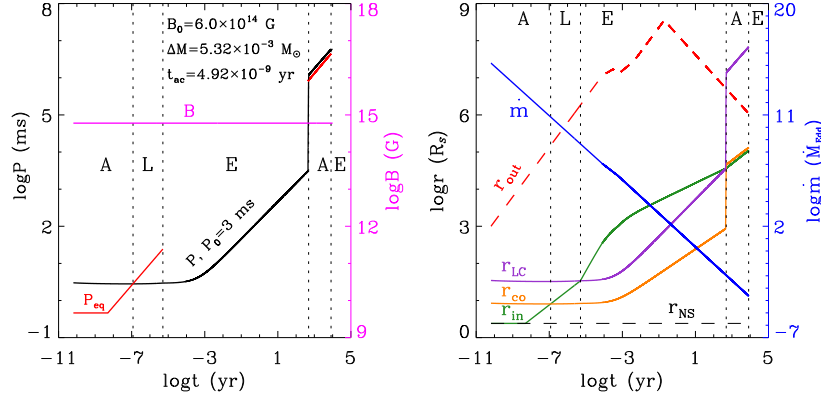 B₀=6.0×10¹⁴ G
ΔM=5.32×10⁻³ M⊙
t_ac=4.92×10⁻⁹ yr
B
A L E A E
P, P₀=3 ms
P_eq
8
5
2
−1
logP (ms)
18
15
12
9
logB (G)
−11 −7 −3 1 5
logt (yr)
A L E A E
ṁ
r_out
r_LC
r_co
r_in
r_NS
9
6
3
0
logr (R_S)
20
11
2
−7
logṁ (Ṁ_Edd)
−11 −7 −3 1 5
logt (yr)